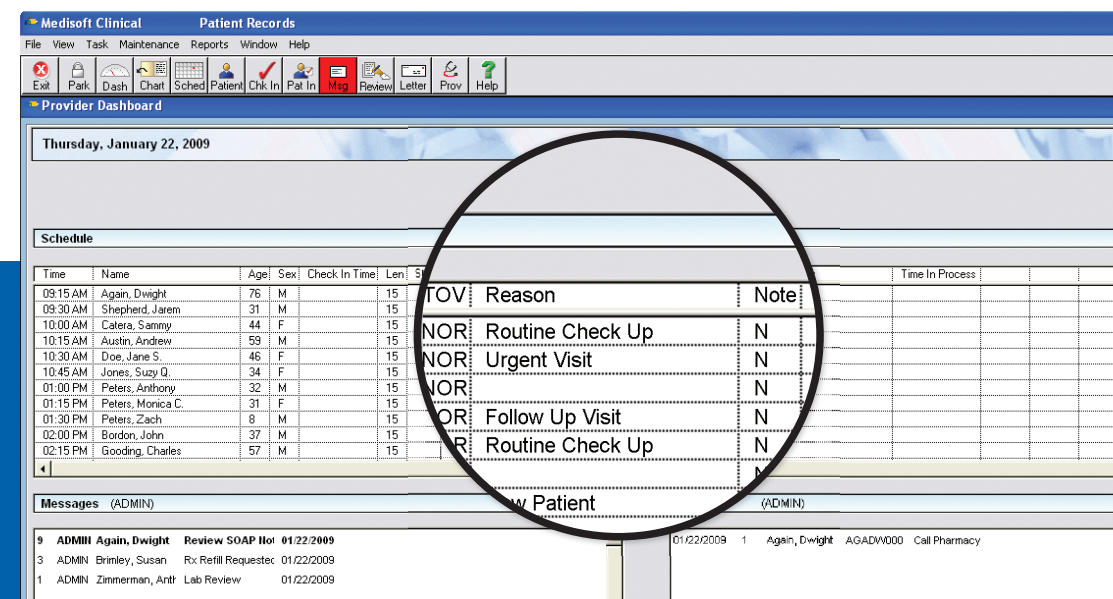 Medisoft Clinical Patient Records
File View Task Maintenance Reports Window Help
Exit Park Dash Chart Sched Patient Chk In Pat In Msg Review Letter Prov Help
Provider Dashboard
Thursday, January 22, 2009
Schedule
Time Name Age Sex Check In Time Len Time In Process
09:15 AM Again, Dwight 76 M 15
09:30 AM Shepherd, Jarem 31 M 15
10:00 AM Catera, Sammy 44 F 15
10:15 AM Austin, Andrew 59 M 15
10:30 AM Doe, Jane S. 46 F 15
10:45 AM Jones, Suzy Q. 34 F 15
01:00 PM Peters, Anthony 32 M 15
01:15 PM Peters, Monica C. 31 F 15
01:30 PM Peters, Zach 8 M 15
02:00 PM Bordon, John 37 M 15
02:15 PM Gooding, Charles 57 M 15
TOV Reason Note
NOR Routine Check Up N
NOR Urgent Visit N
NOR N
OR Follow Up Visit N
R Routine Check Up N
N
w Patient
Messages (ADMIN)
(ADMIN)
9 ADMIN Again, Dwight Review SOAP Not 01/22/2009
3 ADMIN Brimley, Susan Rx Refill Requestec 01/22/2009
1 ADMIN Zimmerman, Anth Lab Review 01/22/2009
01/22/2009 1 Again, Dwight AGADW000 Call Pharmacy